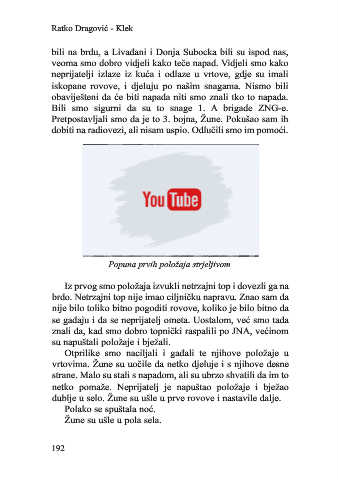 Ratko Dragović - Klek
bili na brdu, a Livađani i Donja Subocka bili su ispod nas,
veoma smo dobro vidjeli kako teče napad. Vidjeli smo kako
neprijatelji izlaze iz kuća i odlaze u vrtove, gdje su imali
iskopane rovove, i djeluju po našim snagama. Nismo bili
obaviješteni da će biti napada niti smo znali tko to napada.
Bili smo sigurni da su to snage 1. A brigade ZNG-e.
Pretpostavljali smo da je to 3. bojna, Žune. Pokušao sam ih
dobiti na radiovezi, ali nisam uspio. Odlučili smo im pomoći.
YouTube
Popuna prvih položaja strjeljivom
Iz prvog smo položaja izvukli netrzajni top i dovezli ga na
brdo. Netrzajni top nije imao ciljničku napravu. Znao sam da
nije bilo toliko bitno pogoditi rovove, koliko je bilo bitno da
se gađaju i da se neprijatelj ometa. Uostalom, već smo tada
znali da, kad smo dobro topnički raspalili po JNA, većinom
su napuštali položaje i bježali.
Otprilike smo naciljali i gađali te njihove položaje u
vrtovima. Žune su uočile da netko djeluje i s njihove desne
strane. Malo su stali s napadom, ali su ubrzo shvatili da im to
netko pomaže. Neprijatelj je napuštao položaje i bježao
dublje u selo. Žune su ušle u prve rovove i nastavile dalje.
Polako se spuštala noć.
Žune su ušle u pola sela.
192